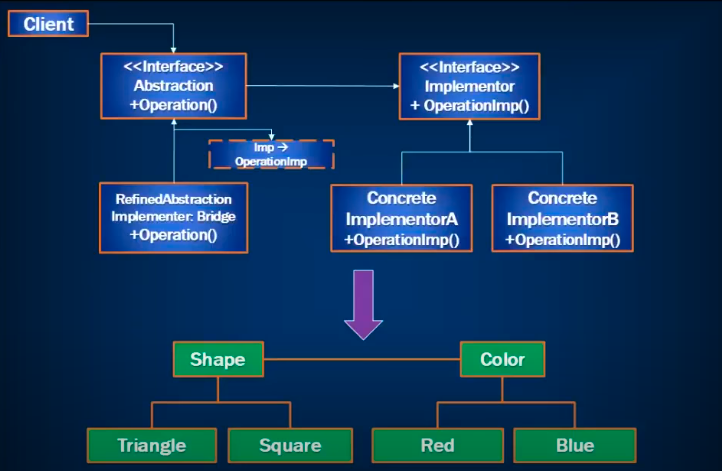 Client
<<Interface>>
Abstraction
+Operation()
<<Interface>>
Implementor
+ OperationImp()
Imp →
OperationImp
RefinedAbstraction
Implementer: Bridge
+Operation()
Concrete
ImplementorA
+OperationImp()
Concrete
ImplementorB
+OperationImp()
Shape
Color
Triangle
Square
Red
Blue